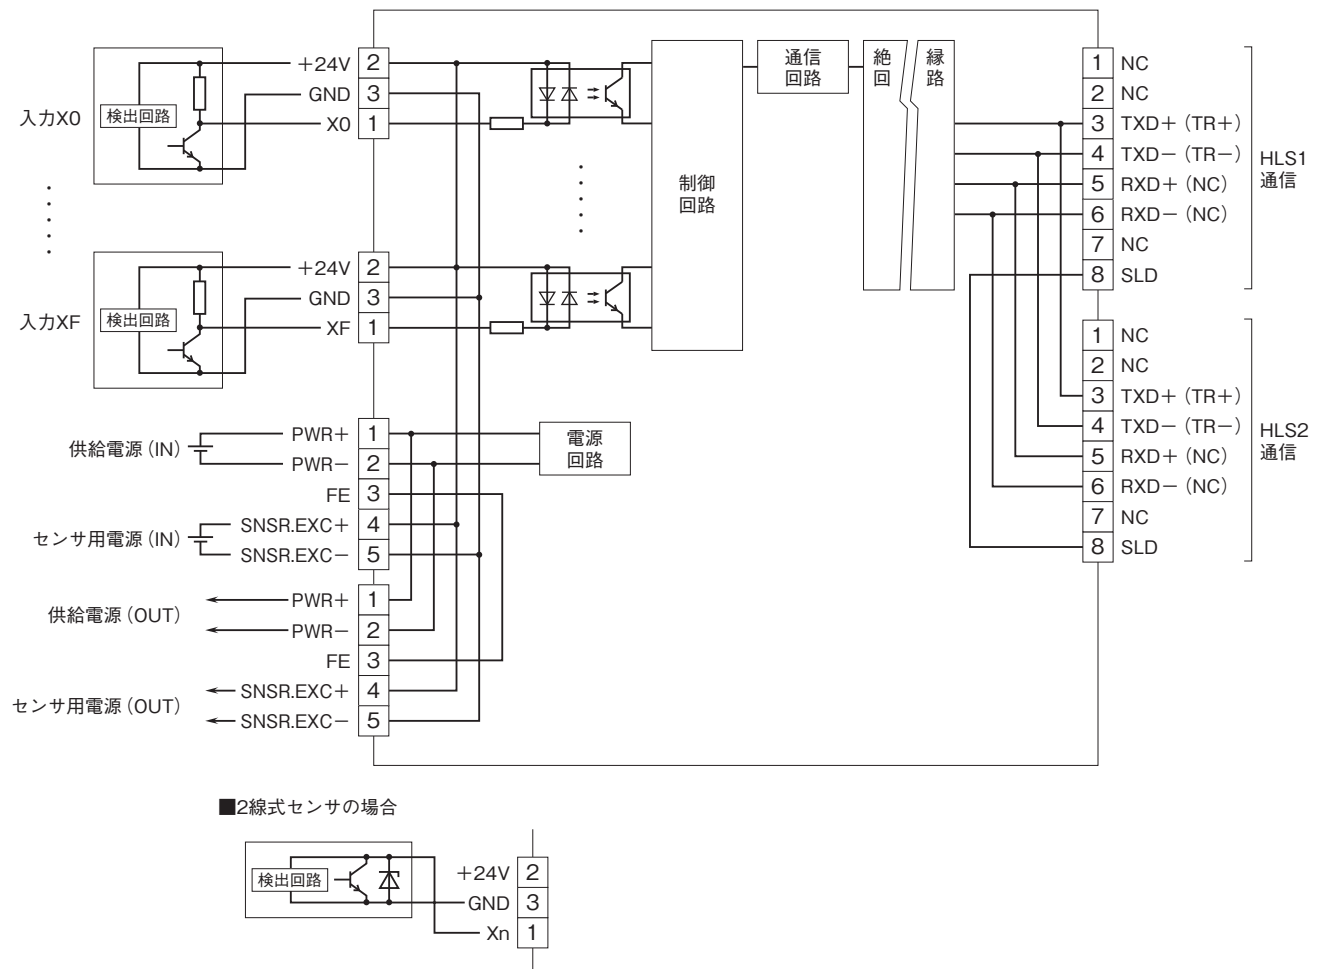 入力X0
検出回路
+24V 2
GND 3
X0 1
入力XF
検出回路
+24V 2
GND 3
XF 1
制御
回路
通信
回路
絶 縁
回 路
供給電源(IN)
PWR+ 1
PWR− 2
FE 3
センサ用電源(IN)
SNSR.EXC+ 4
SNSR.EXC− 5
電源
回路
供給電源(OUT)
PWR+ 1
PWR− 2
FE 3
センサ用電源(OUT)
SNSR.EXC+ 4
SNSR.EXC− 5
1 NC
2 NC
3 TXD+(TR+)
4 TXD−(TR−)
5 RXD+(NC)
6 RXD−(NC)
7 NC
8 SLD
HLS1
通信
1 NC
2 NC
3 TXD+(TR+)
4 TXD−(TR−)
5 RXD+(NC)
6 RXD−(NC)
7 NC
8 SLD
HLS2
通信
■2線式センサの場合
検出回路
+24V 2
GND 3
Xn 1